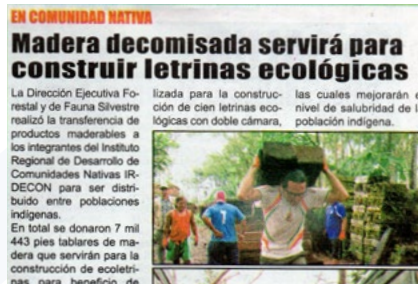 EN COMUNIDAD NATIVA
Madera decomisada servirá para
construir letrinas ecológicas
La Dirección Ejecutiva Fo-
restal y de Fauna Silvestre
realizó la transferencia de
productos maderables a
los integrantes del Instituto
Regional de Desarrollo de
Comunidades Nativas IR-
DECON para ser distri-
buido entre poblaciones
indígenas.
En total se donaron 7 mil
443 pies tablares de ma-
dera que servirán para la
construcción de ecoletri-
nas para beneficio de
lizada para la construc-
ción de cien letrinas eco-
lógicas con doble cámara,
las cuales mejorarán e
nivel de salubridad de l
población indígena.
7